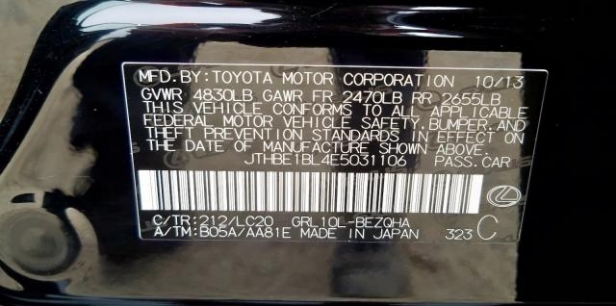 MFD. BY: TOYOTA MOTOR CORPORATION 10/13
GVWR 4830LB GAWR FR 2470LB RR 2655LB
THIS VEHICLE CONFORMS TO ALL APPLICABLE
FEDERAL MOTOR VEHICLE SAFETY, BUMPER, AND
THEFT PREVENTION STANDARDS IN EFFECT ON
THE DATE OF MANUFACTURE SHOWN ABOVE.
JTHBE1BL4E5031106 PASS. CAR
C/TR: 212/LC20 GRL10L-BEZQHA
A/TM: B05A/AA81E MADE IN JAPAN 323 C